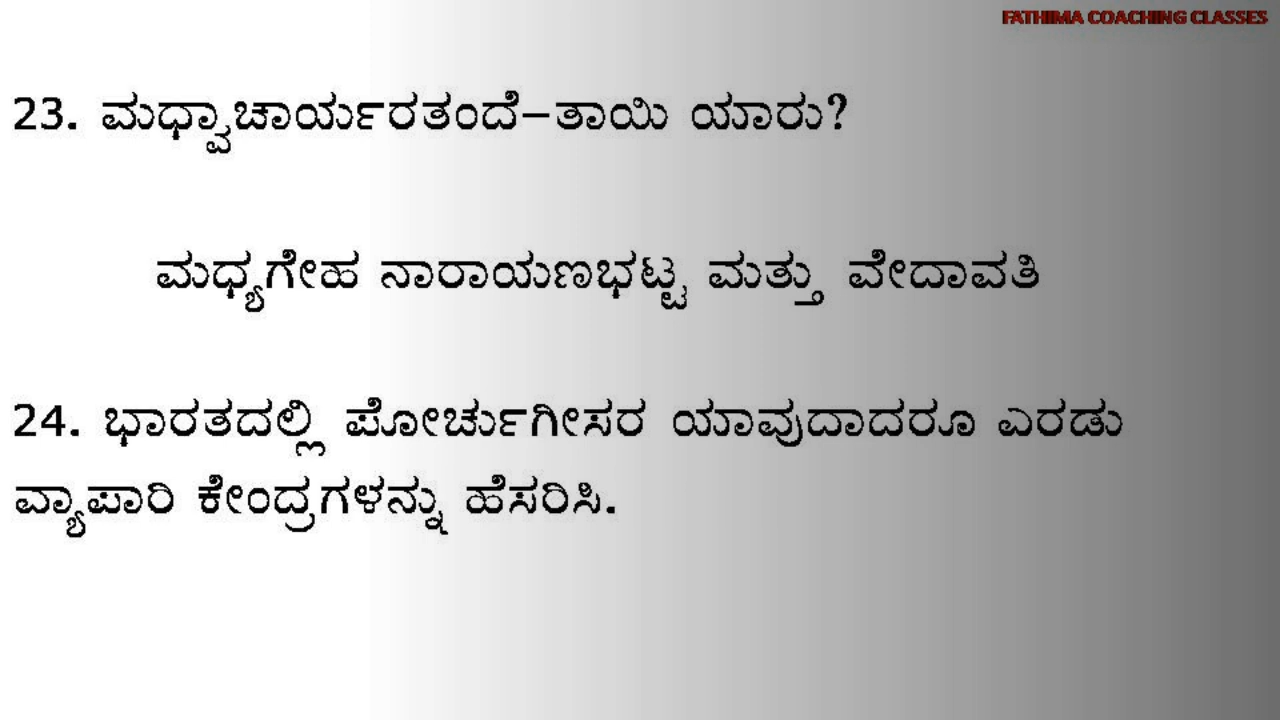 FATHIMA COACHING CLASSES
23. ಮಧ್ವಾಚಾರ್ಯರತಂದೆ–ತಾಯಿ ಯಾರು?
ಮಧ್ಯಗೇಹ ನಾರಾಯಣಭಟ್ಟ ಮತ್ತು ವೇದಾವತಿ
24. ಭಾರತದಲ್ಲಿ ಪೋರ್ಚುಗೀಸರ ಯಾವುದಾದರೂ ಎರಡು
ವ್ಯಾಪಾರಿ ಕೇಂದ್ರಗಳನ್ನು ಹೆಸರಿಸಿ.